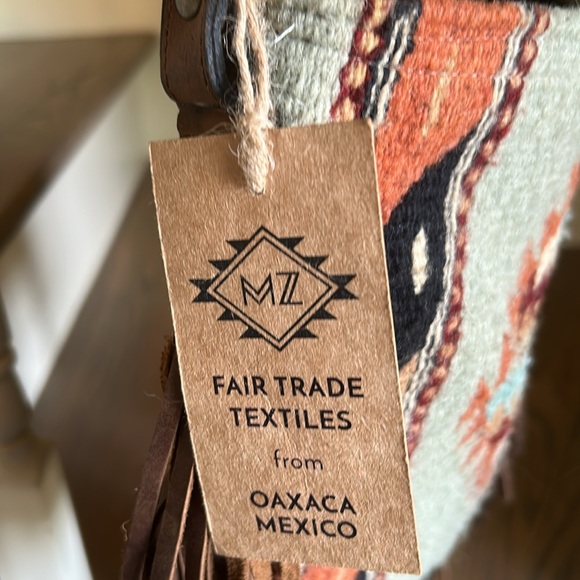 MZ
FAIR TRADE
TEXTILES
from
OAXACA
MEXICO